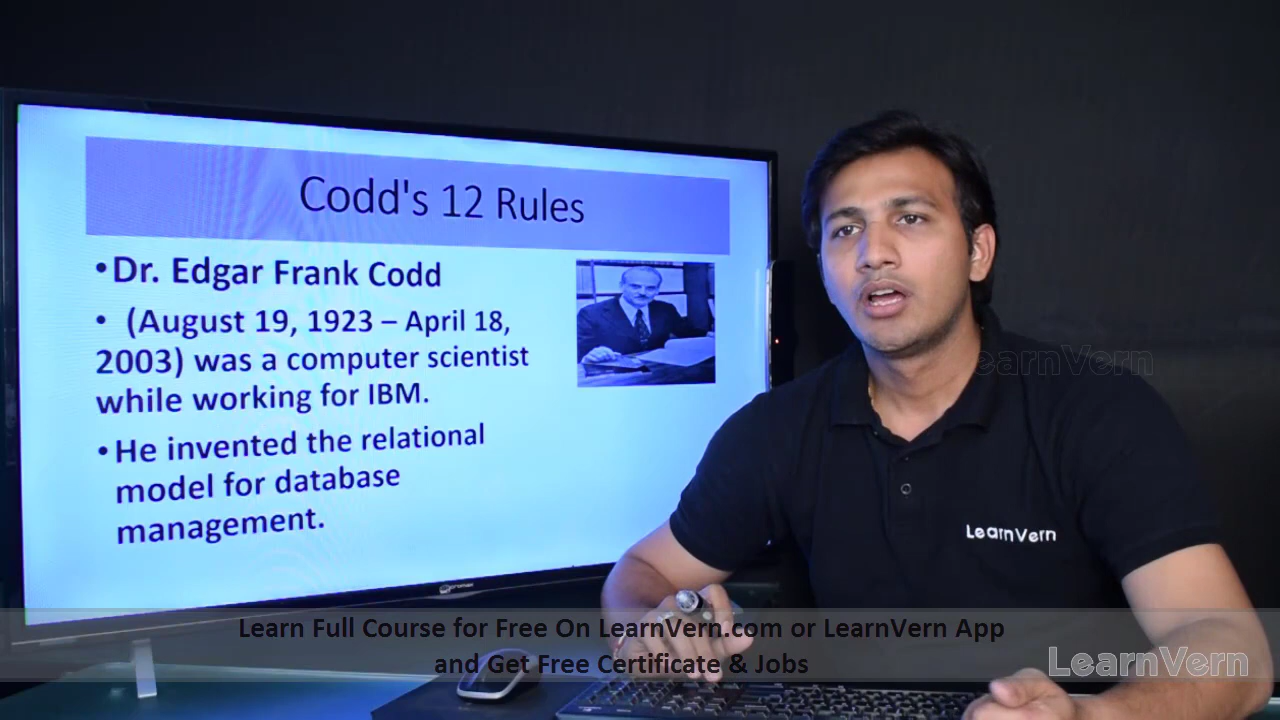 Codd's 12 Rules
•Dr. Edgar Frank Codd
• (August 19, 1923 – April 18,
2003) was a computer scientist
while working for IBM.
•He invented the relational
model for database
management.
LearnVern
LearnVern
Learn Full Course for Free On LearnVern.com or LearnVern App
and Get Free Certificate & Jobs
LearnVern